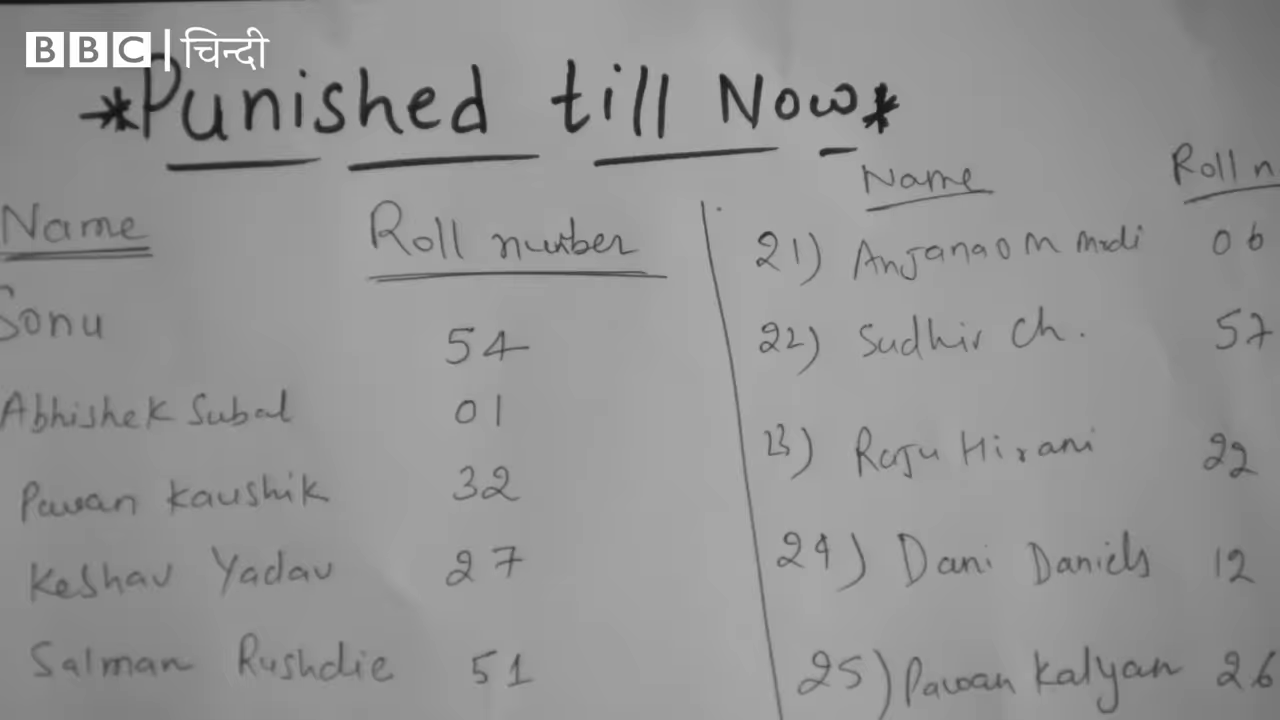 BBC | चिन्दी
*Punished till Now*
Name Roll number
Sonu 54
Abhishek Subal 01
Pawan Kaushik 32
Keshav Yadav 27
Salman Rushdie 51
Name Roll n
21) Anjanaom Modi 06
22) Sudhir Ch. 57
23) Raju Hirani 22
24) Dani Daniels 12
25) Pawan Kalyan 26